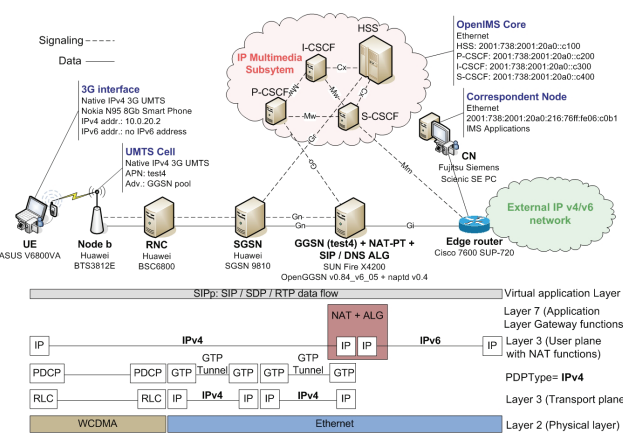 Signaling
Data
3G interface
Native IPv4 3G UMTS
Nokia N95 8Gb Smart Phone
IPv4 addr.: 10.0.20.2
IPv6 addr.: no IPv6 address
UMTS Cell
Native IPv4 3G UMTS
APN: test4
Adv.: GGSN pool
IP Multimedia
Subsytem
I-CSCF
HSS
P-CSCF
S-CSCF
Cx
Mw
Mw
Mw
Cx
Gr
Go
Mm
OpenIMS Core
Ethernet
HSS: 2001:738:2001:20a0::c100
P-CSCF: 2001:738:2001:20a0::c200
I-CSCF: 2001:738:2001:20a0::c300
S-CSCF: 2001:738:2001:20a0::c400
Correspondent Node
Ethernet
2001:738:2001:20a0:216:76ff:fe06:c0b1
IMS Applications
CN
Fujitsu Siemens
Scienic SE PC
External IP v4/v6
network
Gn
Gn
Gi
UE
ASUS V6800VA
Node b
Huawei
BTS3812E
RNC
Huawei
BSC6800
SGSN
Huawei
SGSN 9810
GGSN (test4) + NAT-PT +
SIP / DNS ALG
SUN Fire X4200
OpenGGSN v0.84_v6_05 + naptd v0.4
Edge router
Cisco 7600 SUP-720
SIPp: SIP / SDP / RTP data flow
Virtual application Layer
NAT + ALG
Layer 7 (Application
Layer Gateway functions
IP
IPv4
IP
IP
IPv6
IP
Layer 3 (User plane
with NAT functions)
PDCP
PDCP
GTP
GTP
Tunnel
GTP
GTP
GTP
Tunnel
GTP
PDPType= IPv4
RLC
RLC
IP
IPv4
IP
IP
IPv4
IP
Layer 3 (Transport plane
WCDMA
Ethernet
Layer 2 (Physical layer)